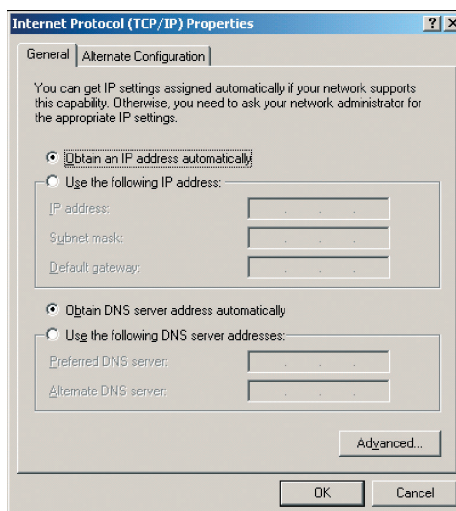 Internet Protocol (TCP/IP) Properties
General
Alternate Configuration
You can get IP settings assigned automatically if your network supports
this capability. Otherwise, you need to ask your network administrator for
the appropriate IP settings.
Obtain an IP address automatically
Use the following IP address:
IP address:
Subnet mask:
Default gateway:
Obtain DNS server address automatically
Use the following DNS server addresses:
Preferred DNS server:
Alternate DNS server:
Advanced...
OK
Cancel